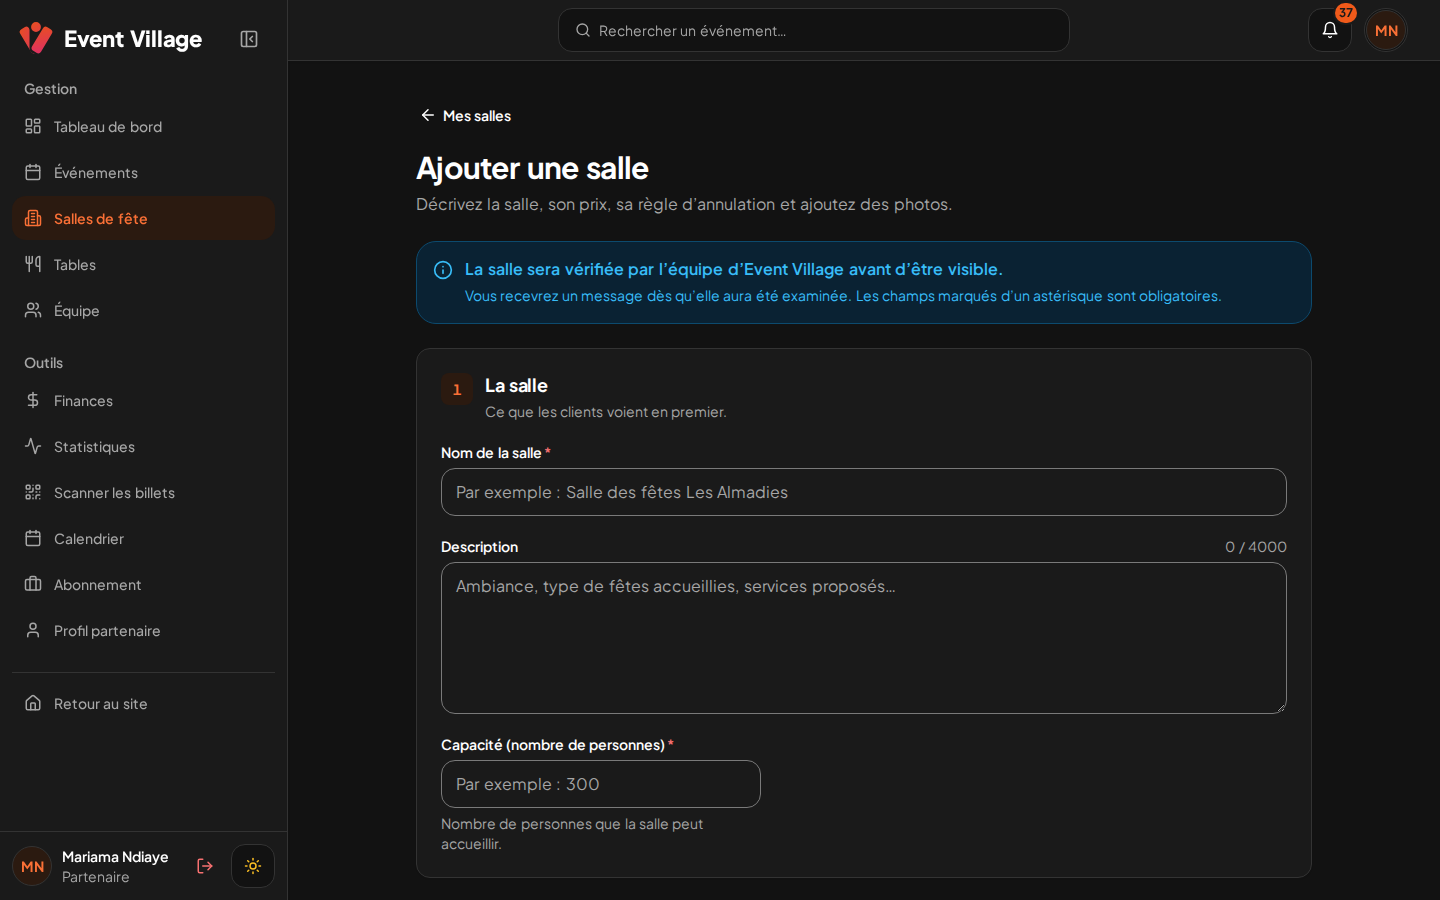 Event Village
Rechercher un événement...
37
MN
Gestion
Tableau de bord
Événements
Salles de fête
Tables
Équipe
Outils
Finances
Statistiques
Scanner les billets
Calendrier
Abonnement
Profil partenaire
Retour au site
MN
Mariama Ndiaye
Partenaire
Mes salles
Ajouter une salle
Décrivez la salle, son prix, sa règle d’annulation et ajoutez des photos.
La salle sera vérifiée par l’équipe d’Event Village avant d’être visible.
Vous recevrez un message dès qu’elle aura été examinée. Les champs marqués d’un astérisque sont obligatoires.
1
La salle
Ce que les clients voient en premier.
Nom de la salle *
Par exemple : Salle des fêtes Les Almadies
Description
0 / 4000
Ambiance, type de fêtes accueillies, services proposés...
Capacité (nombre de personnes) *
Par exemple : 300
Nombre de personnes que la salle peut
accueillir.